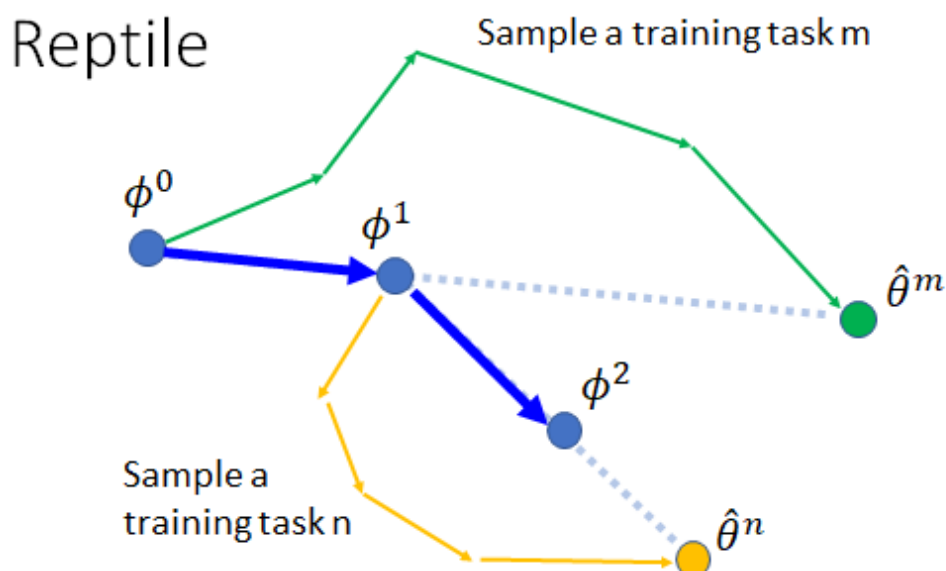 Reptile
Sample a training task m
ϕ⁰
ϕ¹
θ̂ᵐ
ϕ²
Sample a
training task n
θ̂ⁿ